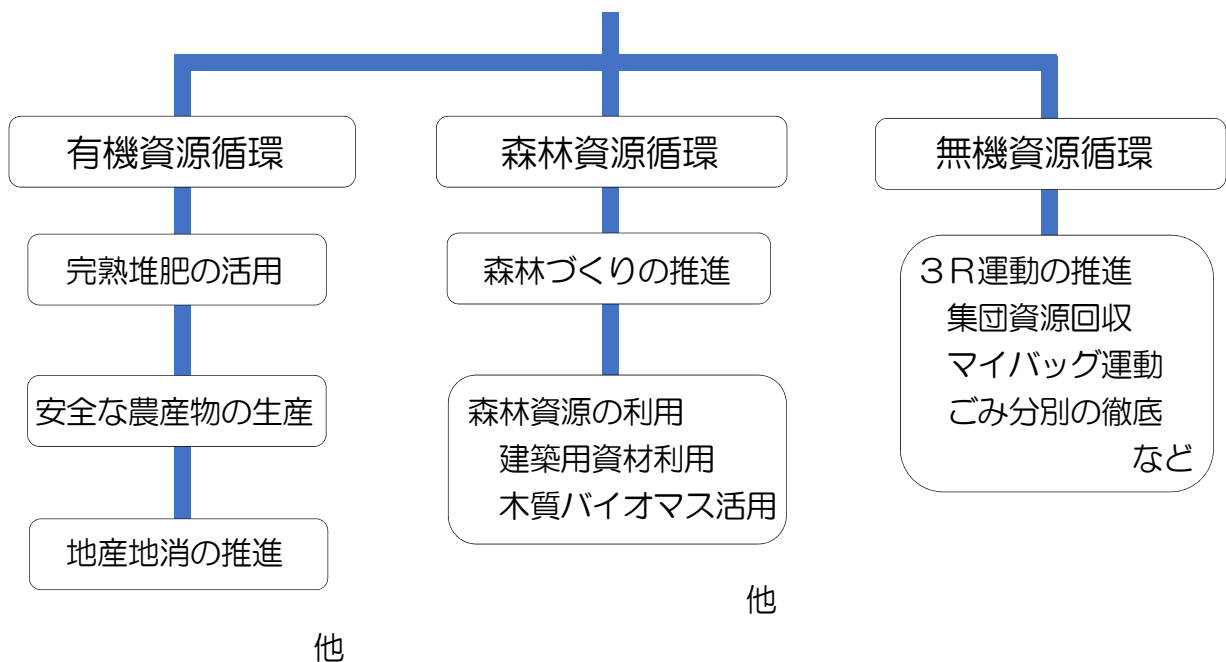 有機資源循環
完熟堆肥の活用
安全な農産物の生産
地産地消の推進
他
森林資源循環
森林づくりの推進
森林資源の利用
建築用資材利用
木質バイオマス活用
他
無機資源循環
３Ｒ運動の推進
集団資源回収
マイバッグ運動
ごみ分別の徹底
など